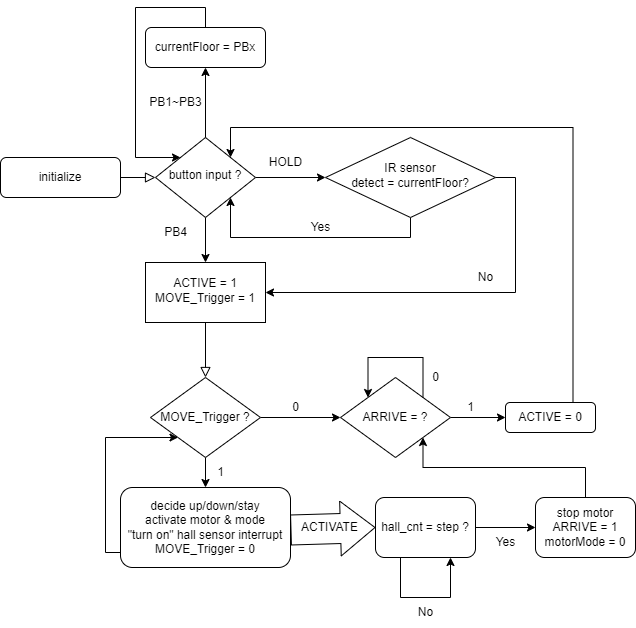 currentFloor = PBx
PB1~PB3
initialize
button input ?
HOLD
IR sensor
detect = currentFloor?
Yes
PB4
No
ACTIVE = 1
MOVE_Trigger = 1
MOVE_Trigger ?
0
ARRIVE = ?
0
1
ACTIVE = 0
1
decide up/down/stay
activate motor & mode
"turn on" hall sensor interrupt
MOVE_Trigger = 0
ACTIVATE
hall_cnt = step ?
Yes
No
stop motor
ARRIVE = 1
motorMode = 0